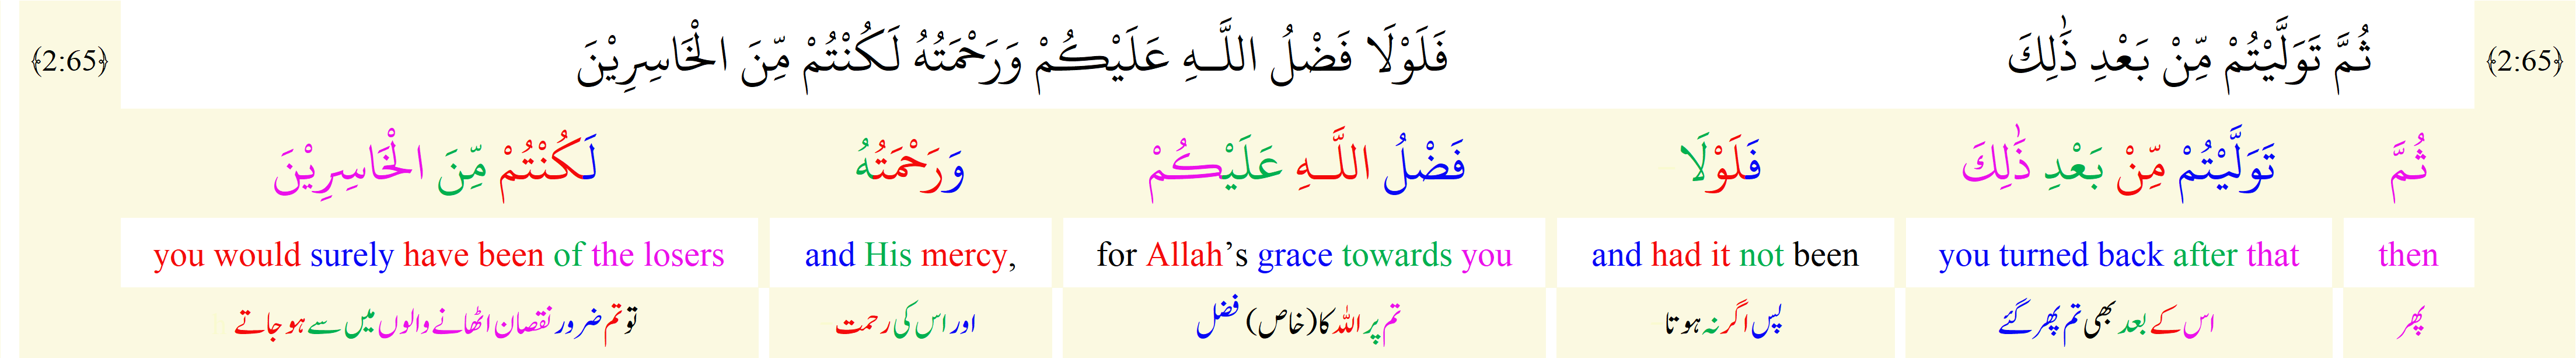 ﴿2:65﴾ ثُمَّ تَوَلَّيْتُمْ مِّنْ بَعْدِ ذَٰلِكَ فَلَوْلَا فَضْلُ اللَّـهِ عَلَيْكُمْ وَرَحْمَتُهُ لَكُنْتُمْ مِّنَ الْخَاسِرِيْنَ ﴿2:65﴾
ثُمَّ تَوَلَّيْتُمْ مِّنْ بَعْدِ ذَٰلِكَ فَلَوْلَا فَضْلُ اللَّـهِ عَلَيْكُمْ وَرَحْمَتُهُ لَكُنْتُمْ مِّنَ الْخَاسِرِيْنَ
then you turned back after that and had it not been for Allah’s grace towards you and His mercy, you would surely have been of the losers
پھر اس کے بعد بھی تم پھر گئے پس اگر نہ ہوتا تم پر اللہ کا (خاص) فضل اور اس کی رحمت تو تم ضرور نقصان اٹھانے والوں میں سے ہو جاتے